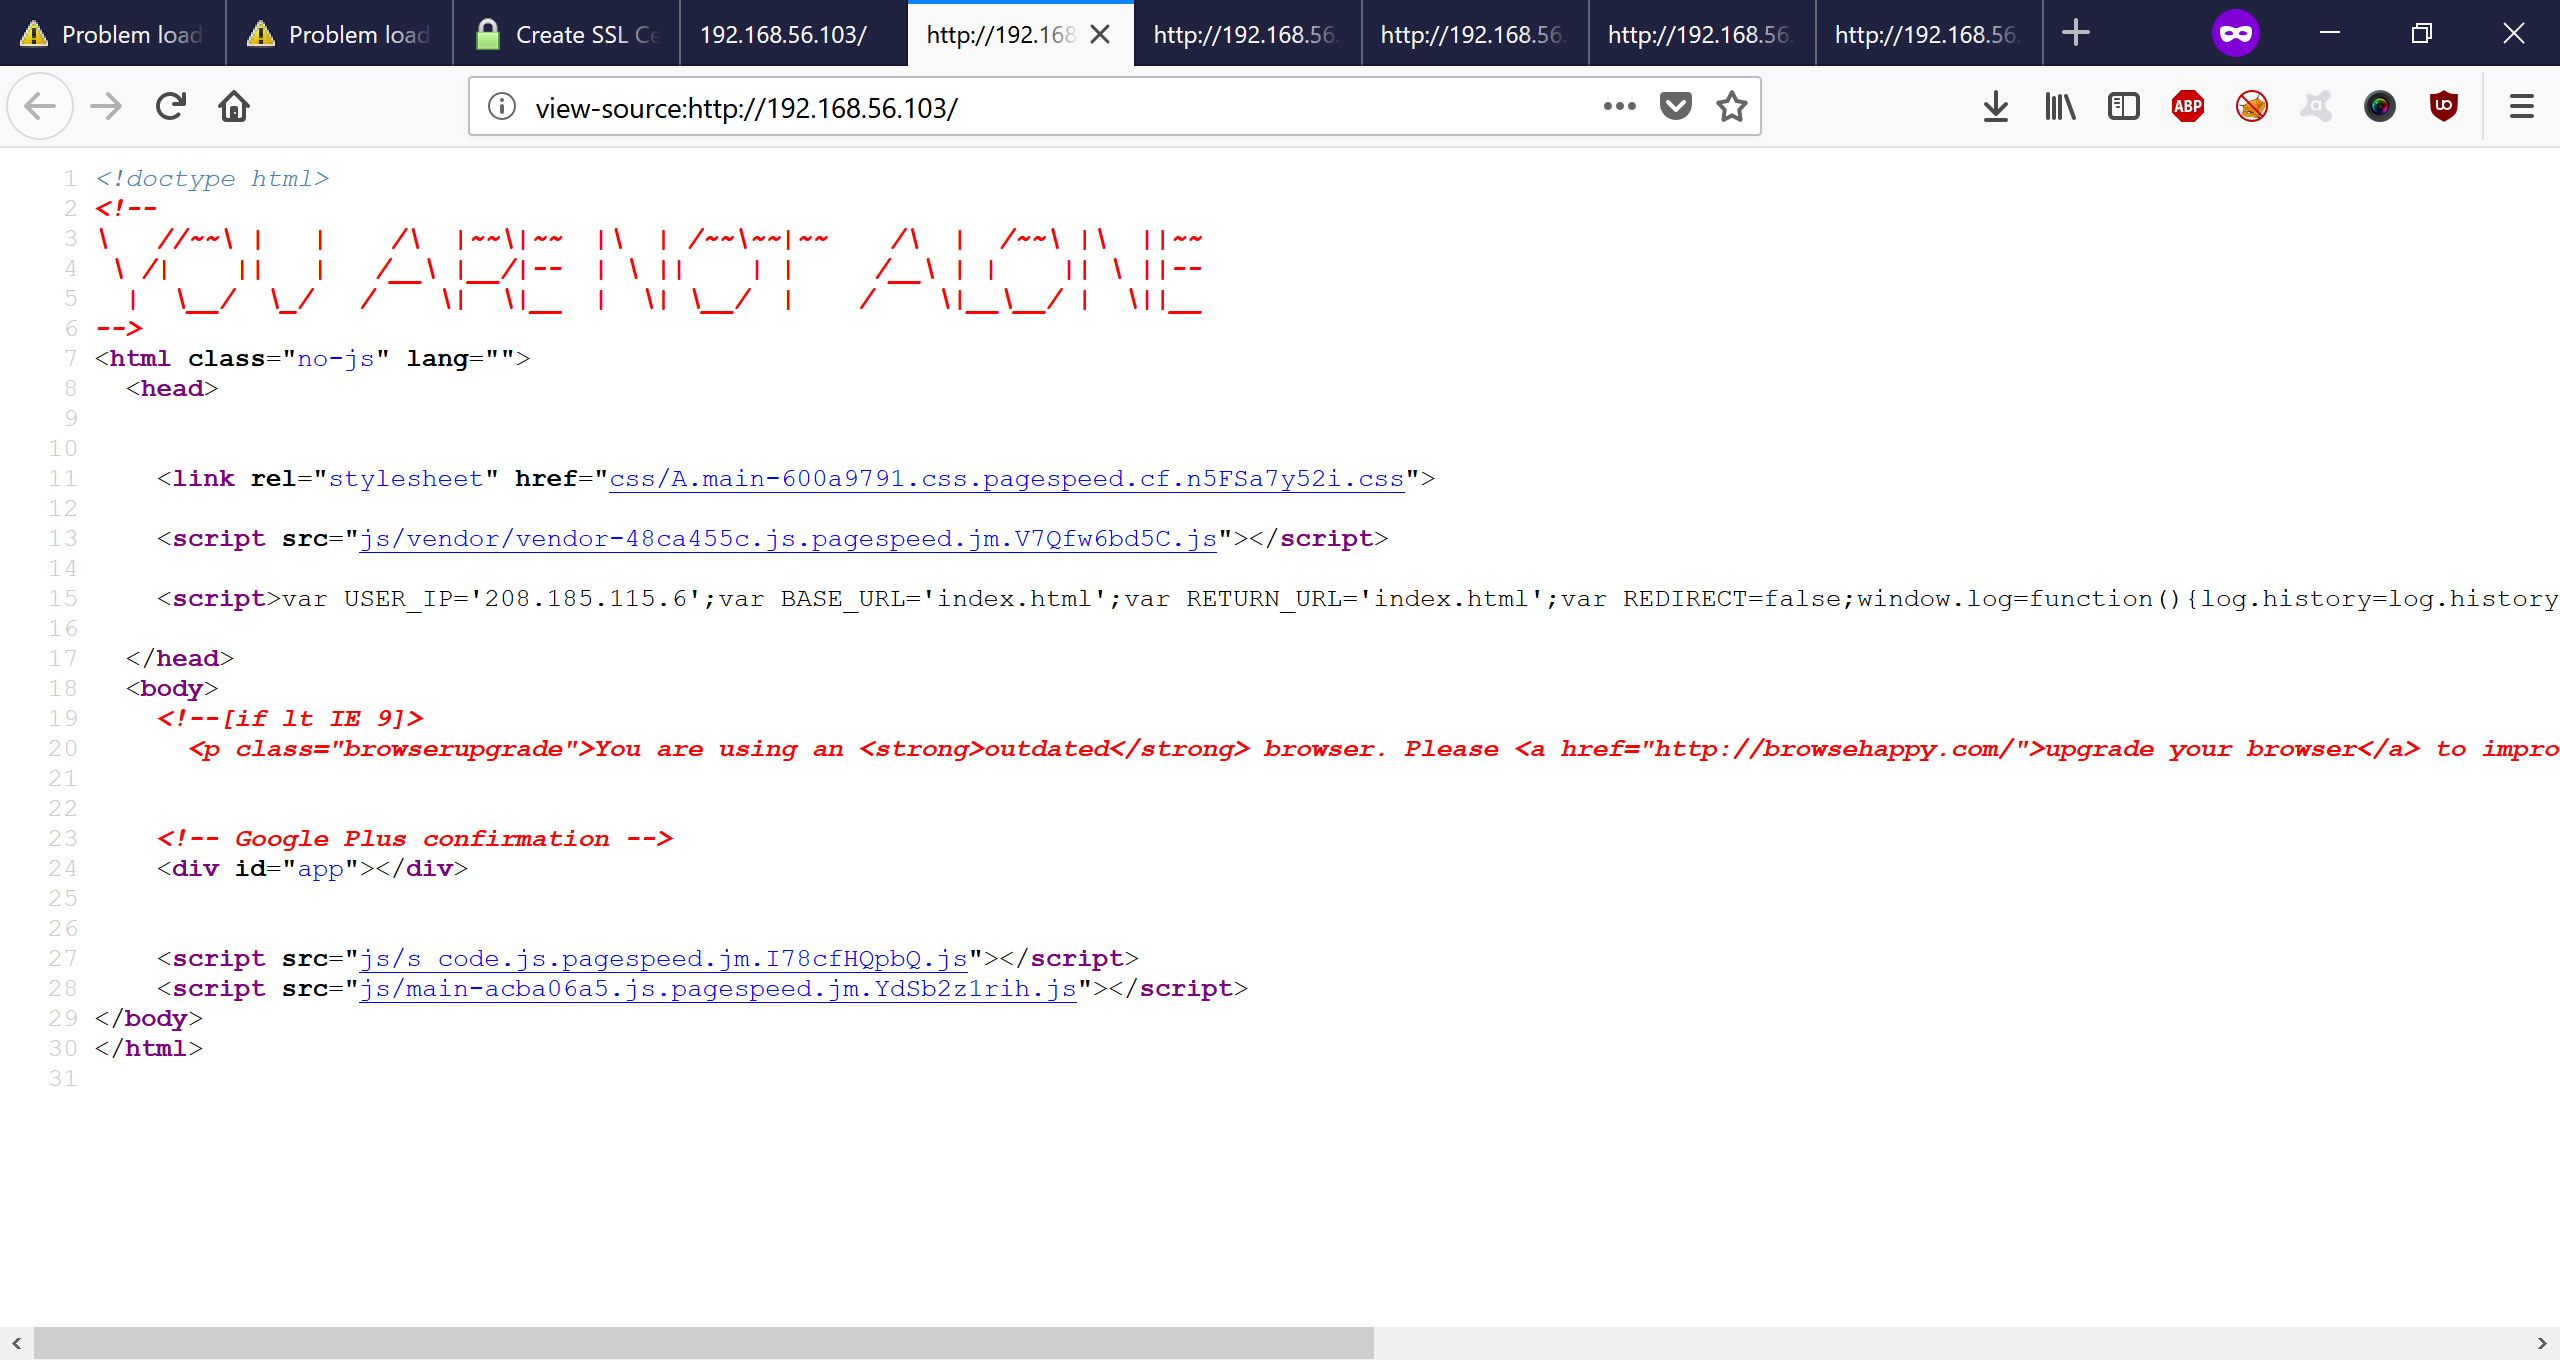 Problem load
Problem load
Create SSL Ce
192.168.56.103/
http://192.168
http://192.168.56.
http://192.168.56.
http://192.168.56.
http://192.168.56.
view-source:http://192.168.56.103/
ABP
1 <!doctype html>
2 <!--
3 \   //~~\ |   |    /\  |~~\|~~  |\  | /~~\~~|~~    /\  |  /~~\ |\  ||~~
4  \ /|    ||   |   /__\ |__/|--  | \ ||    | |     /__\ | |    || \ ||--
5   |  \__/  \_/   /    \|  \|__  |  \| \__/  |    /    \|__\__/ |  \||__
6 -->
7 <html class="no-js" lang="">
8   <head>
9
10
11     <link rel="stylesheet" href="css/A.main-600a9791.css.pagespeed.cf.n5FSa7y52i.css">
12
13     <script src="js/vendor/vendor-48ca455c.js.pagespeed.jm.V7Qfw6bd5C.js"></script>
14
15     <script>var USER_IP='208.185.115.6';var BASE_URL='index.html';var RETURN_URL='index.html';var REDIRECT=false;window.log=function(){log.history=log.history
16
17   </head>
18   <body>
19     <!--[if lt IE 9]>
20       <p class="browserupgrade">You are using an <strong>outdated</strong> browser. Please <a href="http://browsehappy.com/">upgrade your browser</a> to impro
21
22
23     <!-- Google Plus confirmation -->
24     <div id="app"></div>
25
26
27     <script src="js/s_code.js.pagespeed.jm.I78cfHQpbQ.js"></script>
28     <script src="js/main-acba06a5.js.pagespeed.jm.YdSb2z1rih.js"></script>
29 </body>
30 </html>
31